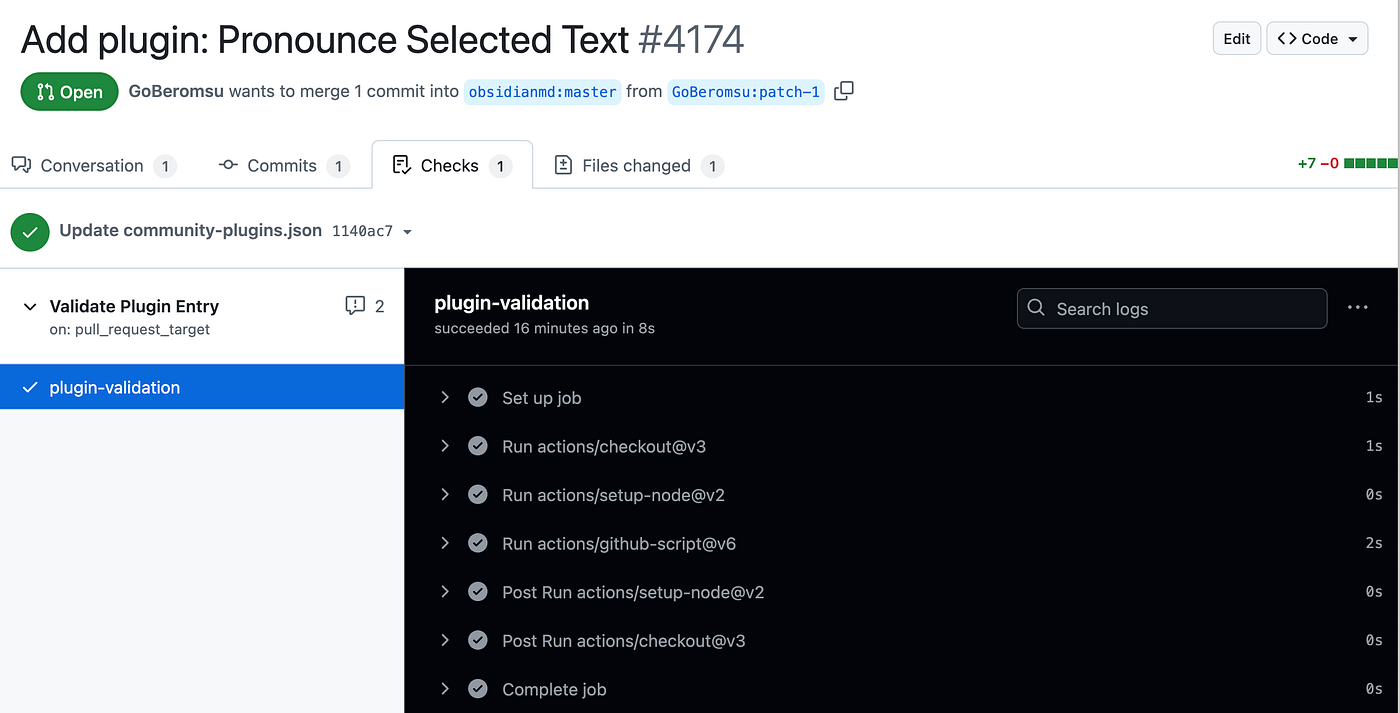 Add plugin: Pronounce Selected Text #4174
Edit
<> Code
Open
GoBeromsu wants to merge 1 commit into obsidianmd:master from GoBeromsu:patch-1
Conversation 1
Commits 1
Checks 1
Files changed 1
+7 −0
Update community-plugins.json 1140ac7
Validate Plugin Entry
2
on: pull_request_target
plugin-validation
plugin-validation
succeeded 16 minutes ago in 8s
Search logs
Set up job 1s
Run actions/checkout@v3 1s
Run actions/setup-node@v2 0s
Run actions/github-script@v6 2s
Post Run actions/setup-node@v2 0s
Post Run actions/checkout@v3 0s
Complete job 0s